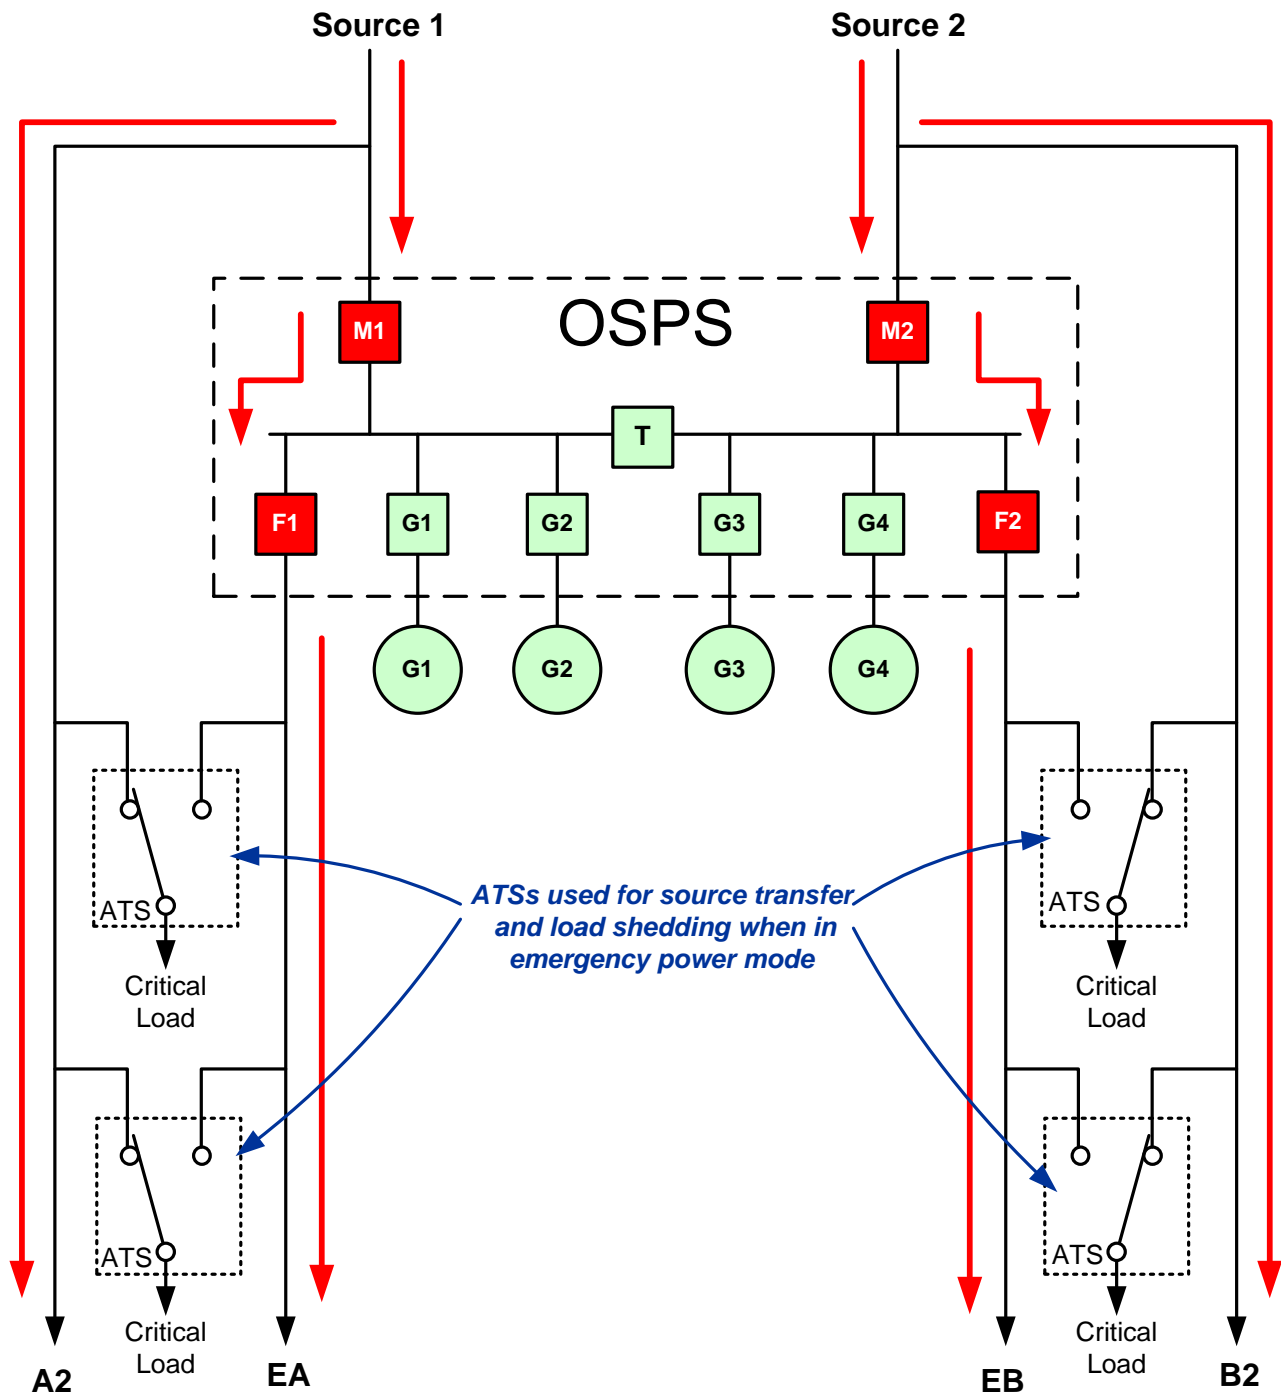 Source 1
Source 2
OSPS
M1
M2
T
F1
G1
G2
G3
G4
F2
G1
G2
G3
G4
ATSs used for source transfer
and load shedding when in
emergency power mode
ATS
Critical
Load
ATS
Critical
Load
ATS
Critical
Load
ATS
Critical
Load
A2
EA
EB
B2